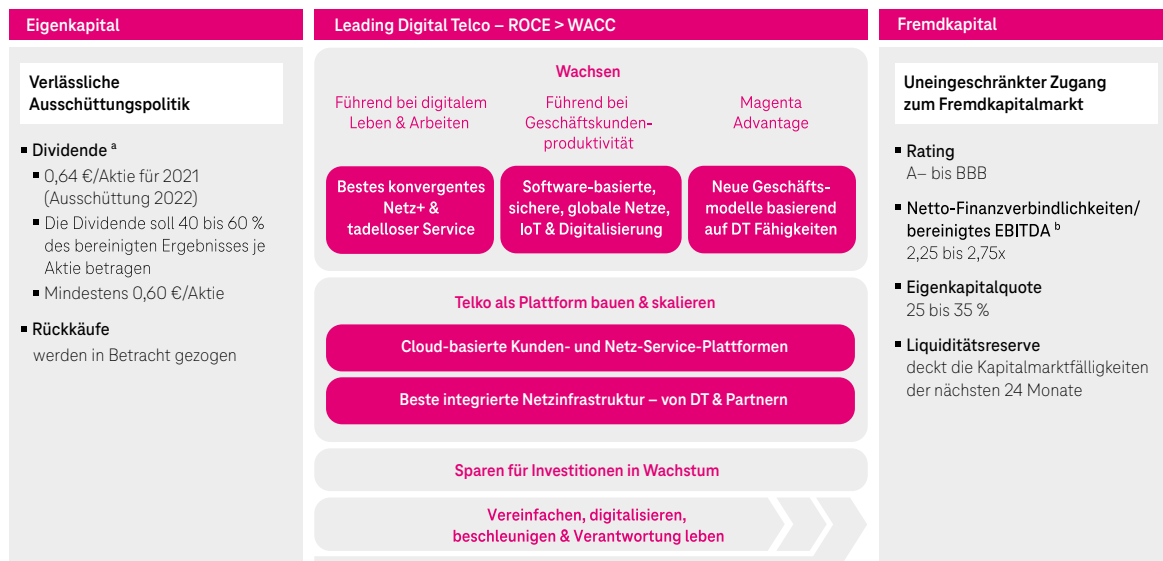 Eigenkapital
Verlässliche
Ausschüttungspolitik
▪ Dividende ᵃ
▪ 0,64 €/Aktie für 2021
(Ausschüttung 2022)
▪ Die Dividende soll 40 bis 60 %
des bereinigten Ergebnisses je
Aktie betragen
▪ Mindestens 0,60 €/Aktie
▪ Rückkäufe
werden in Betracht gezogen
Leading Digital Telco – ROCE > WACC
Wachsen
Führend bei digitalem
Leben & Arbeiten
Führend bei
Geschäftskunden-
produktivität
Magenta
Advantage
Bestes konvergentes
Netz+ &
tadelloser Service
Software-basierte,
sichere, globale Netze,
IoT & Digitalisierung
Neue Geschäfts-
modelle basierend
auf DT Fähigkeiten
Telko als Plattform bauen & skalieren
Cloud-basierte Kunden- und Netz-Service-Plattformen
Beste integrierte Netzinfrastruktur – von DT & Partnern
Sparen für Investitionen in Wachstum
Vereinfachen, digitalisieren,
beschleunigen & Verantwortung leben
Fremdkapital
Uneingeschränkter Zugang
zum Fremdkapitalmarkt
▪ Rating
A– bis BBB
▪ Netto-Finanzverbindlichkeiten/
bereinigtes EBITDA ᵇ
2,25 bis 2,75x
▪ Eigenkapitalquote
25 bis 35 %
▪ Liquiditätsreserve
deckt die Kapitalmarktfälligkeiten
der nächsten 24 Monate